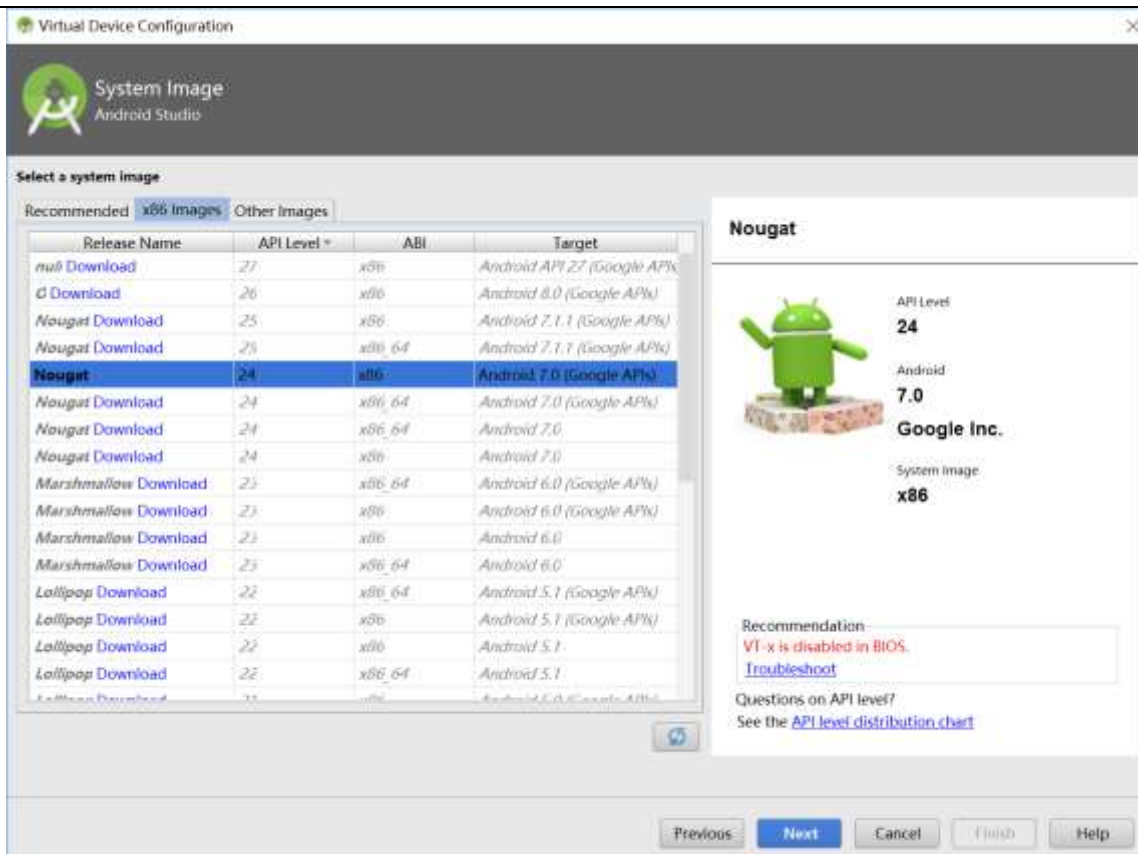 Virtual Device Configuration
System Image
Android Studio
Select a system image
Recommended x86 Images Other Images
Release Name API Level ABI Target
null Download 27 x86 Android API 27 (Google APIs
O Download 26 x86 Android 8.0 (Google APIs)
Nougat Download 25 x86 Android 7.1.1 (Google APIs)
Nougat Download 25 x86_64 Android 7.1.1 (Google APIs)
Nougat 24 x86 Android 7.0 (Google APIs)
Nougat Download 24 x86_64 Android 7.0 (Google APIs)
Nougat Download 24 x86_64 Android 7.0
Nougat Download 24 x86 Android 7.0
Marshmallow Download 23 x86_64 Android 6.0 (Google APIs)
Marshmallow Download 23 x86 Android 6.0 (Google APIs)
Marshmallow Download 23 x86 Android 6.0
Marshmallow Download 23 x86_64 Android 6.0
Lollipop Download 22 x86_64 Android 5.1 (Google APIs)
Lollipop Download 22 x86 Android 5.1 (Google APIs)
Lollipop Download 22 x86 Android 5.1
Lollipop Download 22 x86_64 Android 5.1
Nougat
API Level
24
Android
7.0
Google Inc.
System Image
x86
Recommendation
VT-x is disabled in BIOS.
Troubleshoot
Questions on API level?
See the API level distribution chart
Previous Next Cancel Finish Help